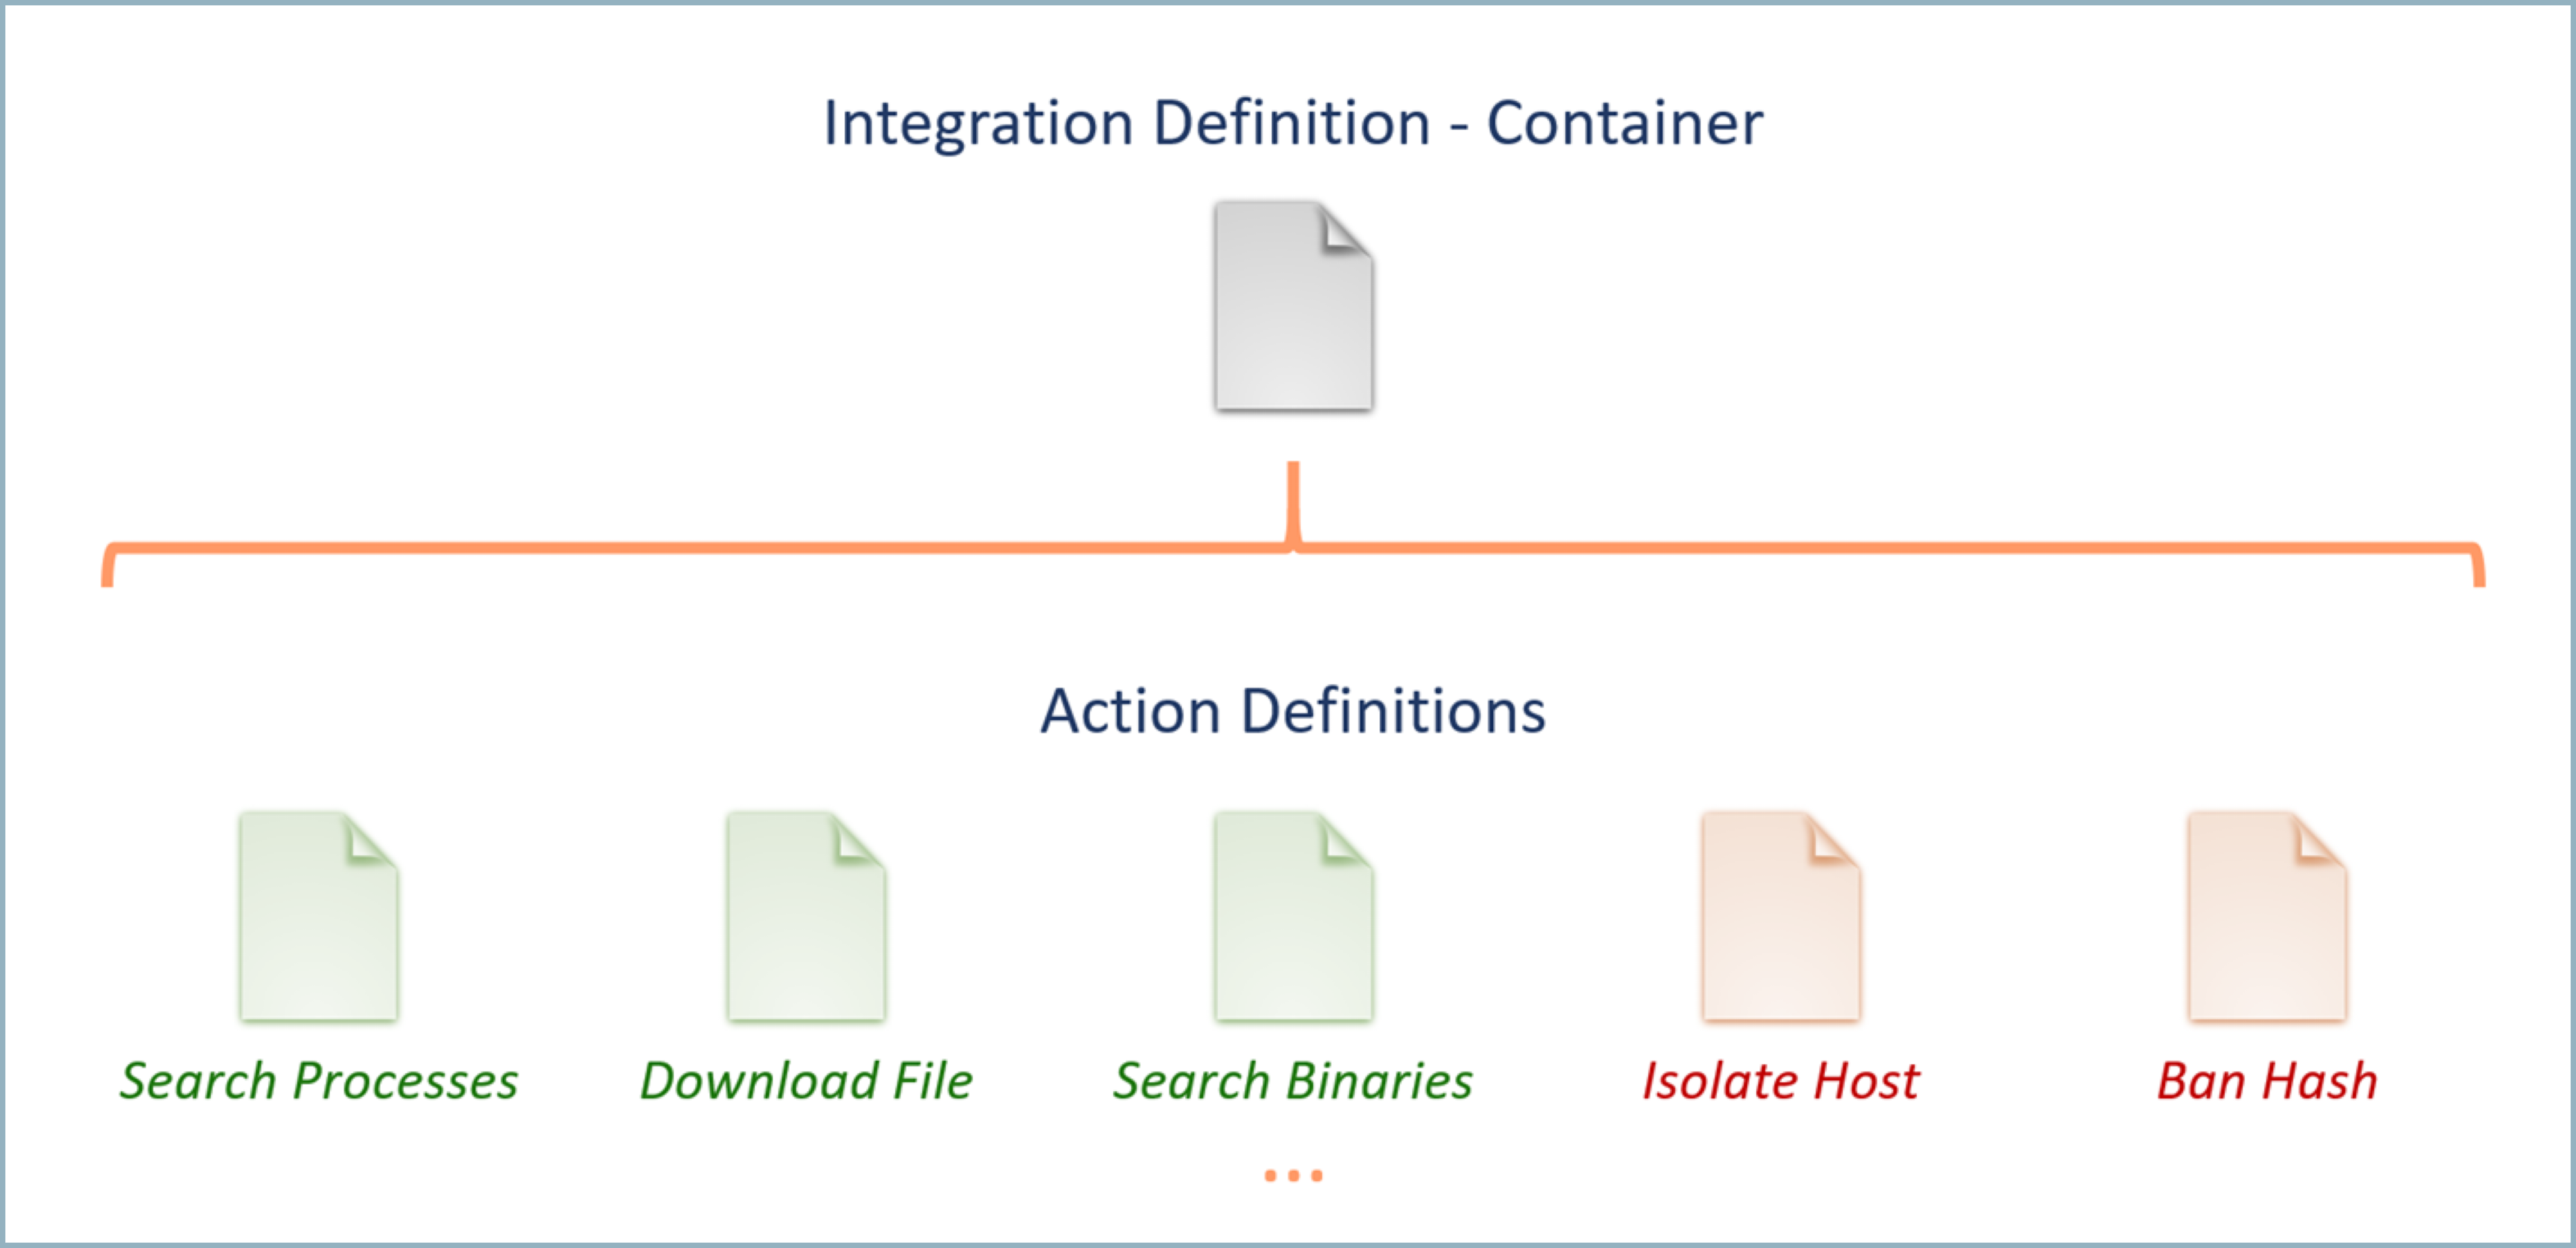 Integration Definition - Container
Action Definitions
Search Processes
Download File
Search Binaries
Isolate Host
Ban Hash
...